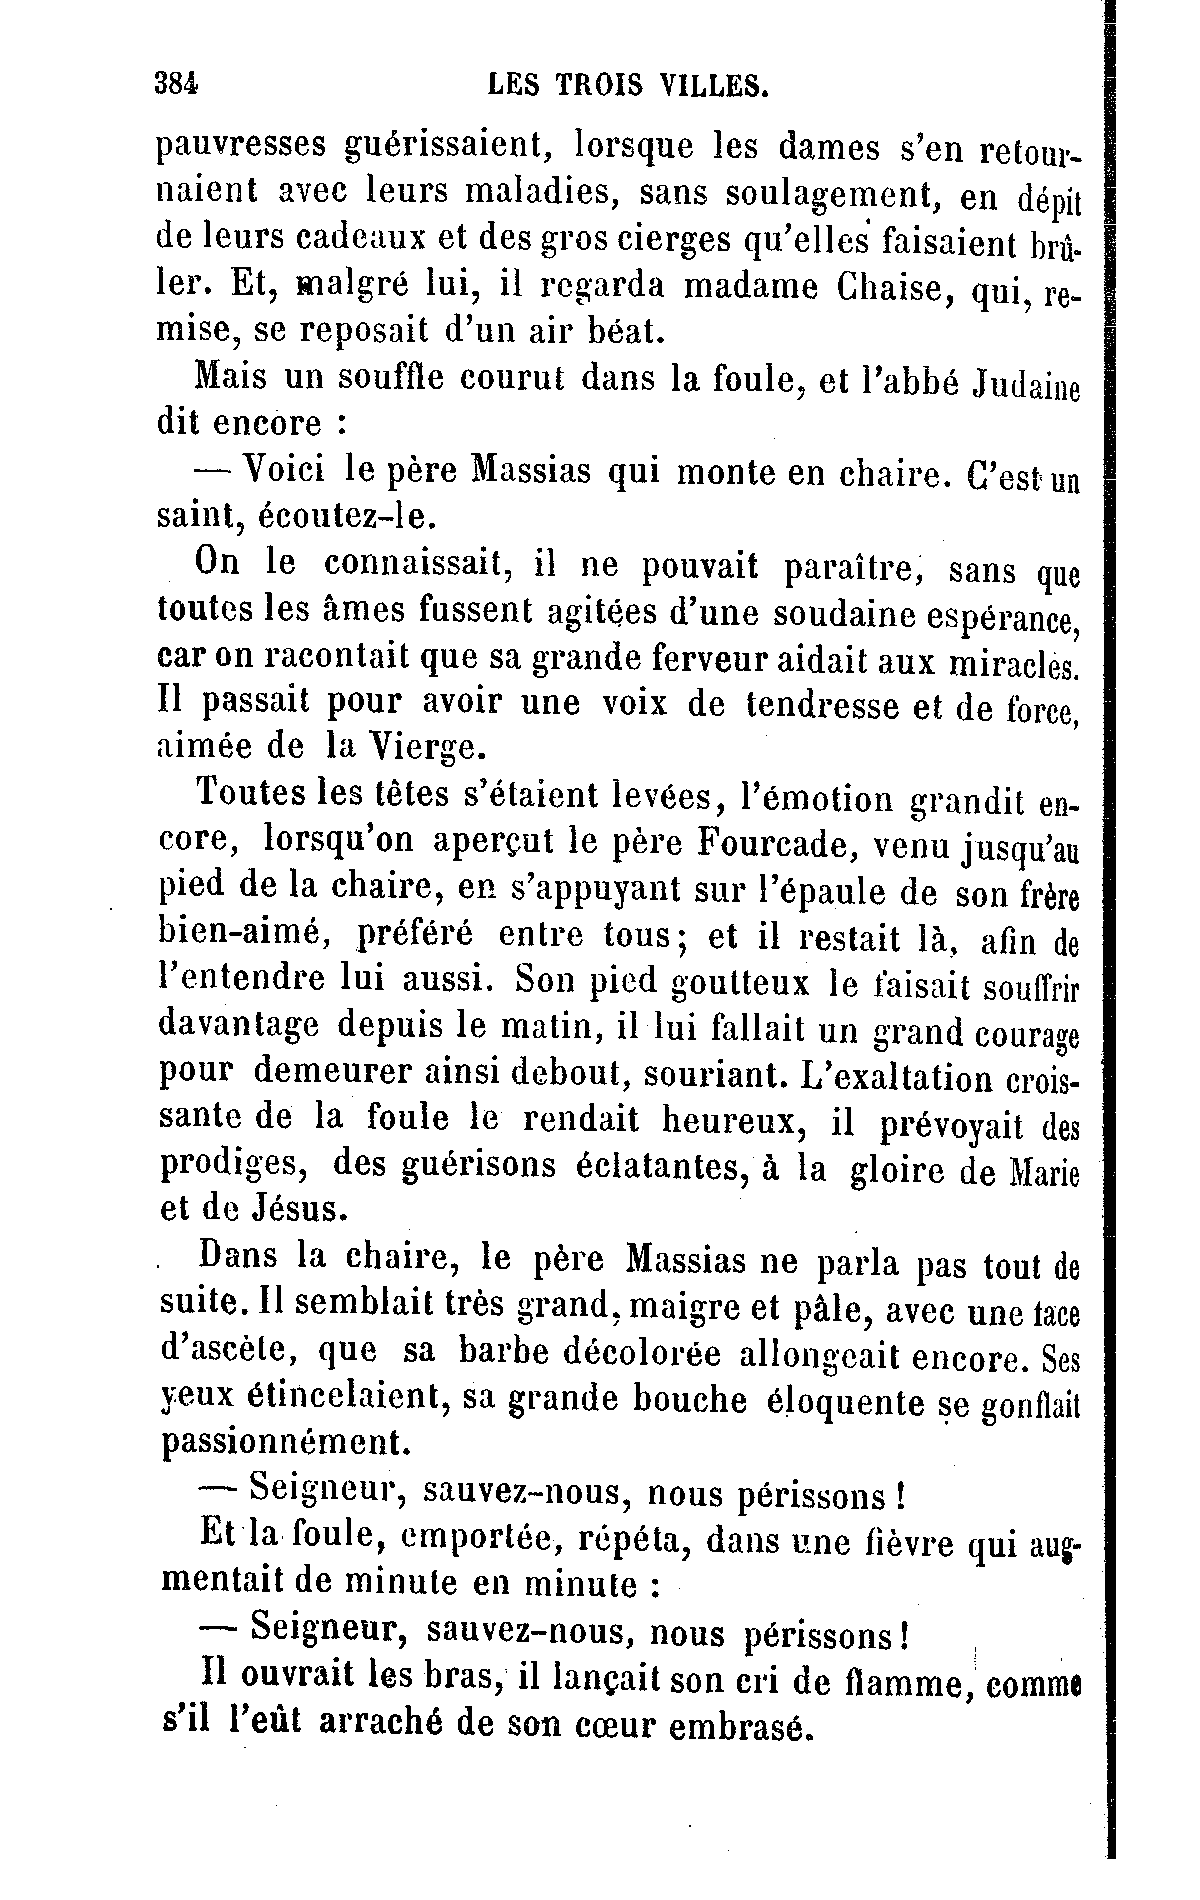 384 LES TROIS VILLES.
pauvresses guérissaient, lorsque les dames s'en retour-
naient avec leurs maladies, sans soulagement, en dépit
de leurs cadeaux et des gros cierges qu'elles faisaient brû-
ler. Et, malgré lui, il regarda madame Chaise, qui, re-
mise, se reposait d'un air béat.
Mais un souffle courut dans la foule, et l'abbé Judaine
dit encore :
— Voici le père Massias qui monte en chaire. C'est un
saint, écoutez-le.
On le connaissait, il ne pouvait paraître, sans que
toutes les âmes fussent agitées d'une soudaine espérance,
car on racontait que sa grande ferveur aidait aux miracles.
Il passait pour avoir une voix de tendresse et de force,
aimée de la Vierge.
Toutes les têtes s'étaient levées, l'émotion grandit en-
core, lorsqu'on aperçut le père Fourcade, venu jusqu'au
pied de la chaire, en s'appuyant sur l'épaule de son frère
bien-aimé, préféré entre tous; et il restait là, afin de
l'entendre lui aussi. Son pied goutteux le faisait souffrir
davantage depuis le matin, il lui fallait un grand courage
pour demeurer ainsi debout, souriant. L'exaltation crois-
sante de la foule le rendait heureux, il prévoyait des
prodiges, des guérisons éclatantes, à la gloire de Marie
et de Jésus.
Dans la chaire, le père Massias ne parla pas tout de
suite. Il semblait très grand, maigre et pâle, avec une face
d'ascète, que sa barbe décolorée allongeait encore. Ses
yeux étincelaient, sa grande bouche éloquente se gonflait
passionnément.
— Seigneur, sauvez-nous, nous périssons !
Et la foule, emportée, répéta, dans une fièvre qui aug-
mentait de minute en minute :
— Seigneur, sauvez-nous, nous périssons !
Il ouvrait les bras, il lançait son cri de flamme, comme
s'il l'eût arraché de son cœur embrasé.